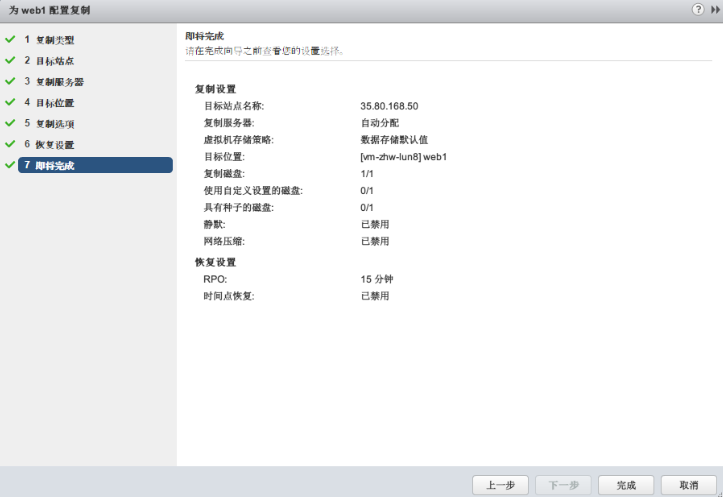 为 web1 配置复制
1 复制类型
2 目标站点
3 复制服务器
4 目标位置
5 复制选项
6 恢复设置
7 即将完成
即将完成
请在完成向导之前查看您的设置选择。
复制设置
目标站点名称: 35.80.168.50
复制服务器: 自动分配
虚拟机存储策略: 数据存储默认值
目标位置: [vm-zhw-lun8] web1
复制磁盘: 1/1
使用自定义设置的磁盘: 0/1
具有种子的磁盘: 0/1
静默: 已禁用
网络压缩: 已禁用
恢复设置
RPO: 15 分钟
时间点恢复: 已禁用
上一步 下一步 完成 取消